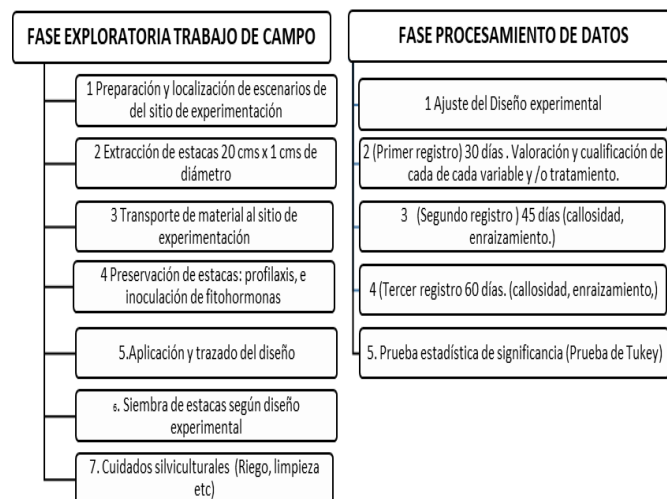 FASE EXPLORATORIA TRABAJO DE CAMPO
1 Preparación y localización de escenarios de
del sitio de experimentación
2 Extracción de estacas 20 cms x 1 cms de
diámetro
3 Transporte de material al sitio de
experimentación
4 Preservación de estacas: profilaxis, e
inoculación de fitohormonas
5.Aplicación y trazado del diseño
6. Siembra de estacas según diseño
experimental
7. Cuidados silviculturales (Riego, limpieza
etc)
FASE PROCESAMIENTO DE DATOS
1 Ajuste del Diseño experimental
2 (Primer registro) 30 días . Valoración y cualificación de
cada de cada variable y /o tratamiento.
3 (Segundo registro ) 45 días (callosidad,
enraizamiento.)
4 (Tercer registro 60 días. (callosidad, enraizamiento,)
5. Prueba estadística de significancia (Prueba de Tukey)